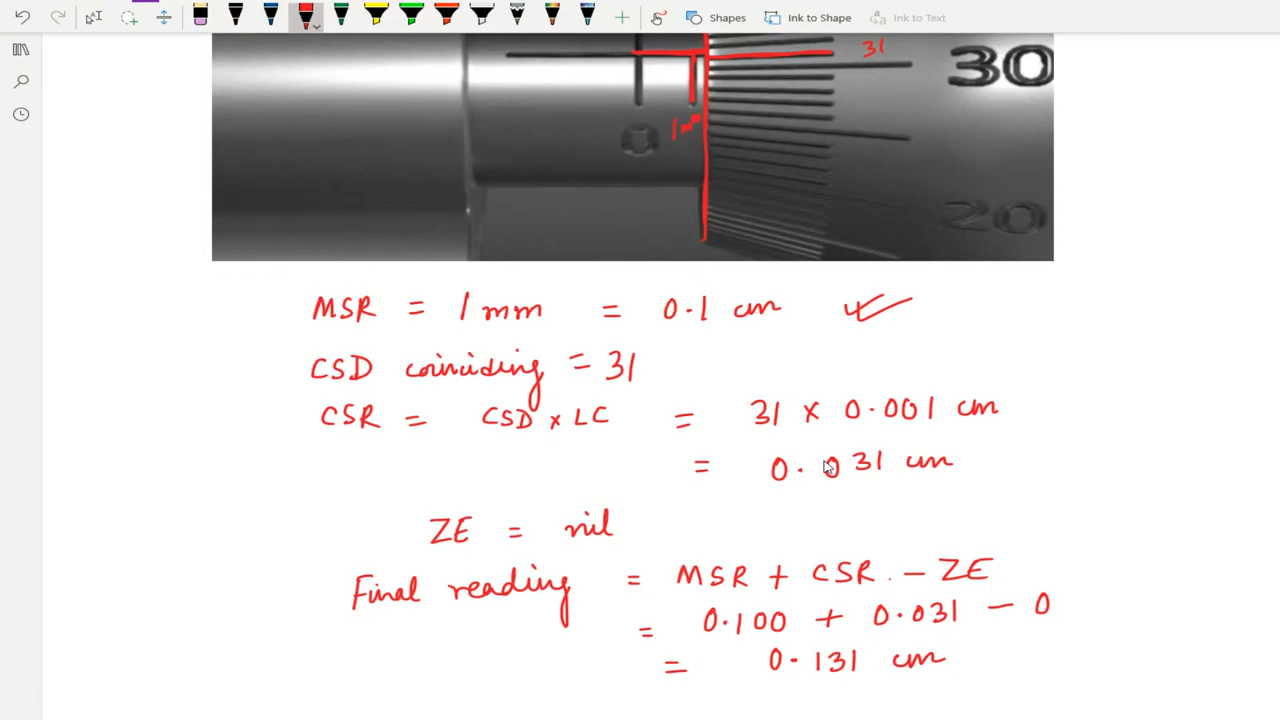 Shapes Ink to Shape Ink to Text
31
30
1 m
0
20
MSR = 1 mm = 0.1 cm
CSD coinciding = 31
CSR = CSD x LC = 31 x 0.001 cm
= 0.031 cm
ZE = nil
Final reading = MSR + CSR. - ZE
= 0.100 + 0.031 - 0
= 0.131 cm